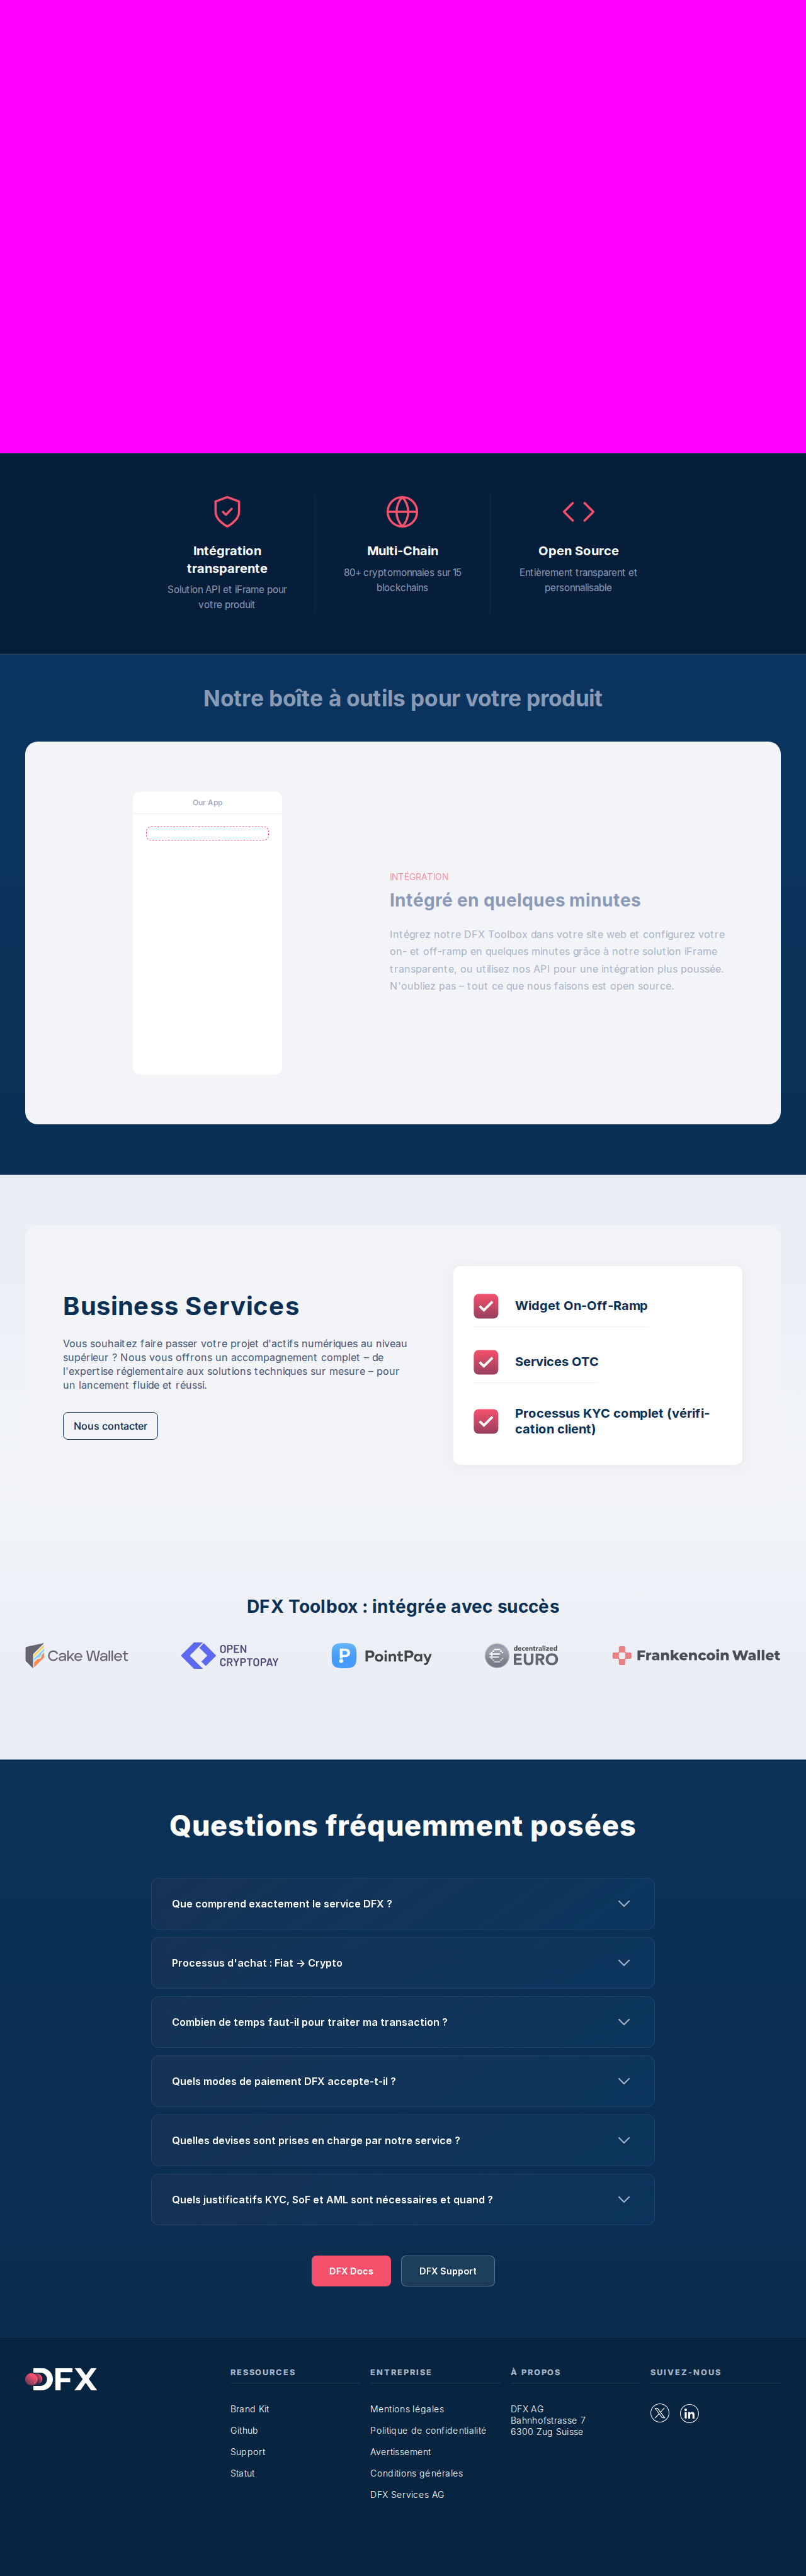 Intégration
transparente
Solution API et iFrame pour
votre produit
Multi-Chain
80+ cryptomonnaies sur 15
blockchains
Open Source
Entièrement transparent et
personnalisable
Notre boîte à outils pour votre produit
Our App
INTÉGRATION
Intégré en quelques minutes
Intégrez notre DFX Toolbox dans votre site web et configurez votre
on- et off-ramp en quelques minutes grâce à notre solution iFrame
transparente, ou utilisez nos API pour une intégration plus poussée.
N'oubliez pas – tout ce que nous faisons est open source.
Business Services
Vous souhaitez faire passer votre projet d'actifs numériques au niveau
supérieur ? Nous vous offrons un accompagnement complet – de
l'expertise réglementaire aux solutions techniques sur mesure – pour
un lancement fluide et réussi.
Nous contacter
Widget On-Off-Ramp
Services OTC
Processus KYC complet (vérifi-
cation client)
DFX Toolbox : intégrée avec succès
Cake Wallet
OPEN
CRYPTOPAY
PointPay
decentralized
EURO
Frankencoin Wallet
Questions fréquemment posées
Que comprend exactement le service DFX ?
Processus d'achat : Fiat → Crypto
Combien de temps faut-il pour traiter ma transaction ?
Quels modes de paiement DFX accepte-t-il ?
Quelles devises sont prises en charge par notre service ?
Quels justificatifs KYC, SoF et AML sont nécessaires et quand ?
DFX Docs
DFX Support
DFX
RESSOURCES
Brand Kit
Github
Support
Statut
ENTREPRISE
Mentions légales
Politique de confidentialité
Avertissement
Conditions générales
DFX Services AG
À PROPOS
DFX AG
Bahnhofstrasse 7
6300 Zug Suisse
SUIVEZ-NOUS